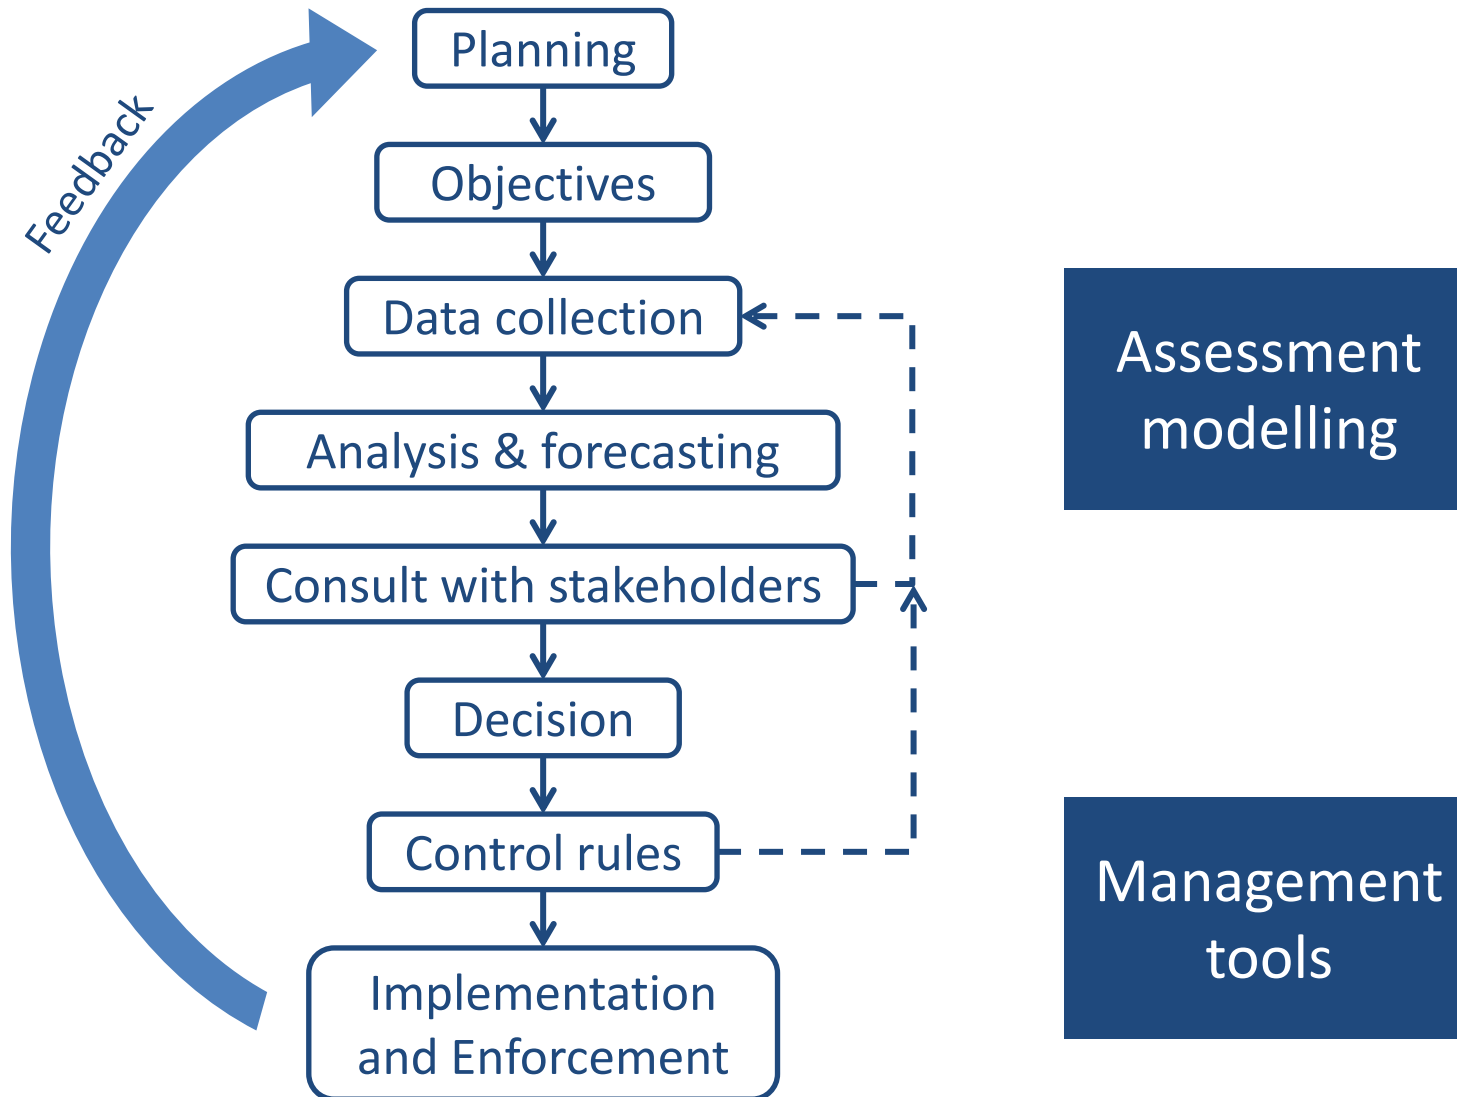 Planning
Feedback
Objectives
Data collection
Assessment
modelling
Analysis & forecasting
Consult with stakeholders
Decision
Control rules
Management
tools
Implementation
and Enforcement